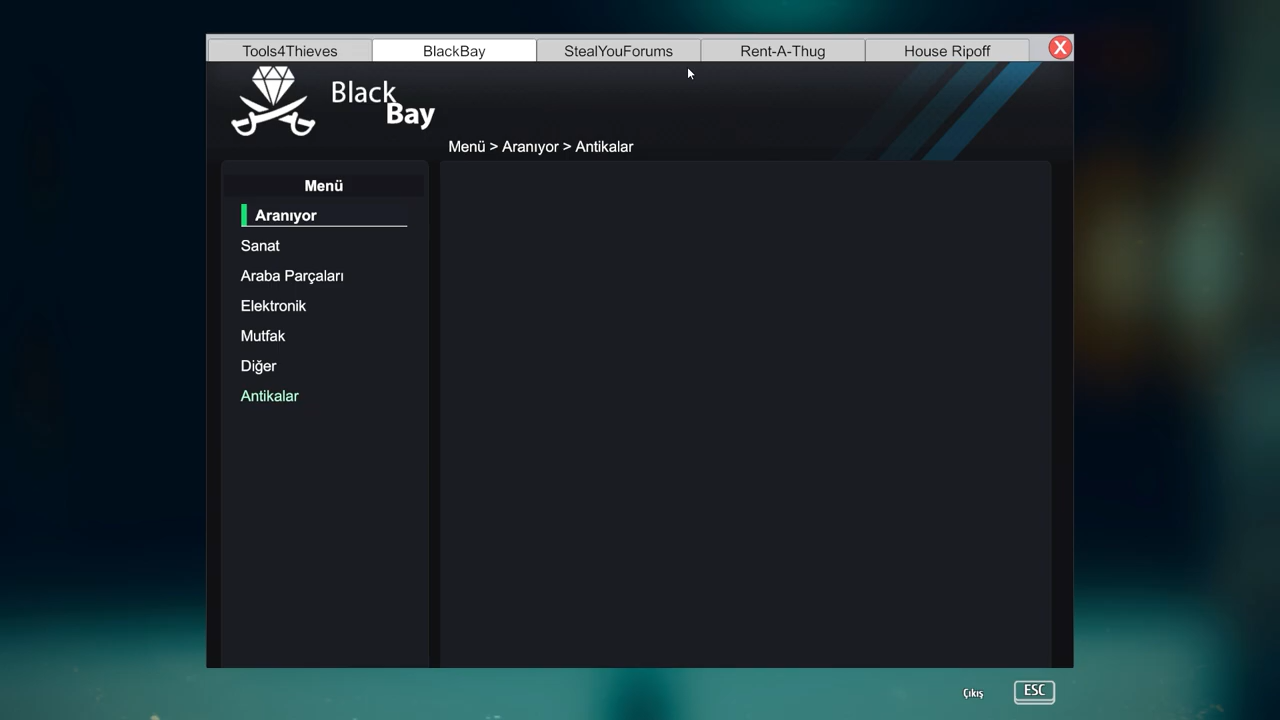 Tools4Thieves BlackBay StealYouForums Rent-A-Thug House Ripoff X
Black
Bay
Menü > Aranıyor > Antikalar
Menü
Aranıyor
Sanat
Araba Parçaları
Elektronik
Mutfak
Diğer
Antikalar
Çıkış ESC